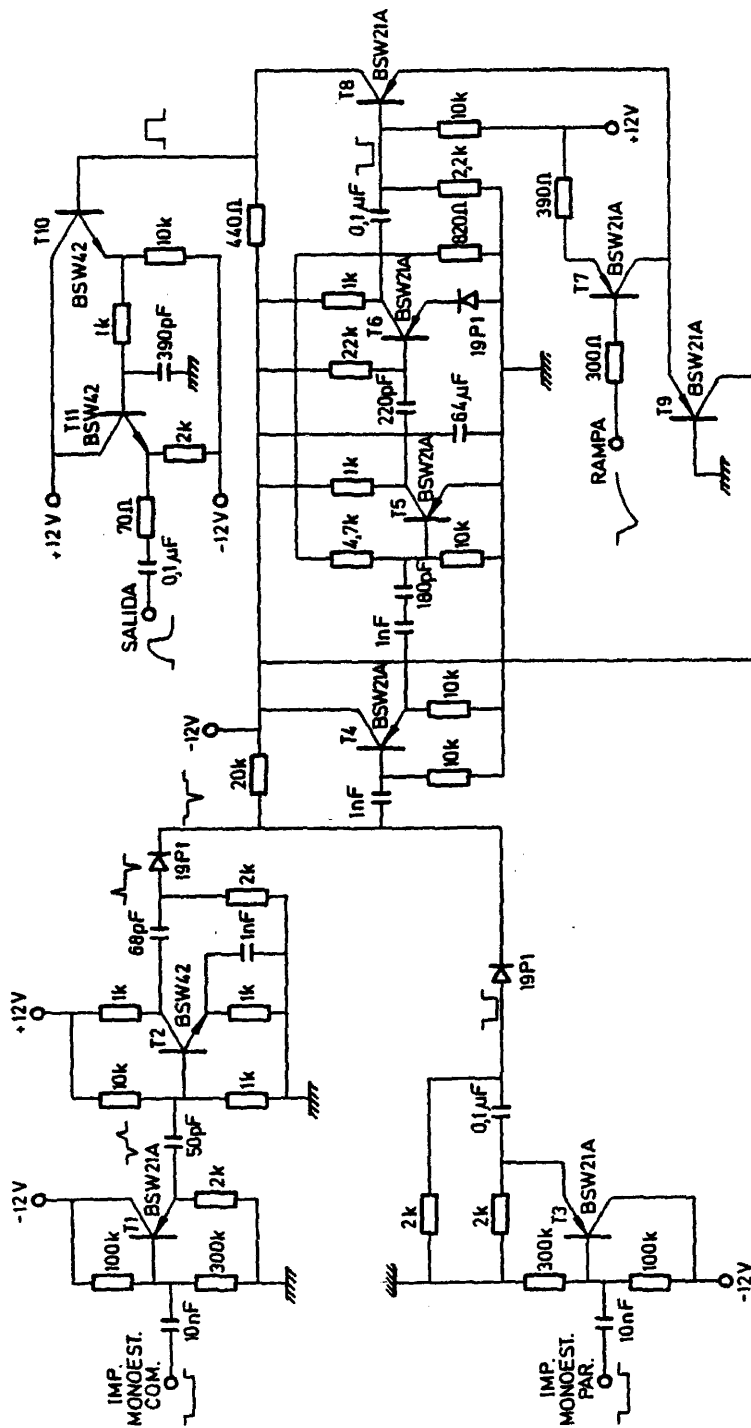 IMP.
MONOEST.
COM.
10nF
-12V
100k
300k
T1
BSW21A
2k
50pF
+12V
10k
1k
T2
BSW42
1k
1k
1nF
68pF
2k
19P1
IMP.
MONOEST.
PAR.
10nF
-12V
300k
100k
T3
BSW21A
2k
2k
0,1µF
19P1
-12V
20k
1nF
10k
T4
BSW21A
10k
1nF
180pF
4,7k
10k
1k
T5
BSW21A
64µF
220pF
22k
1k
T6
BSW21A
19P1
820Ω
0,1µF
2,2k
10k
440Ω
T8
BSW21A
+12V
390Ω
T7
BSW21A
300Ω
RAMPA
T9
BSW21A
SALIDA
0,1µF
70Ω
+12V
-12V
T11
BSW42
2k
390pF
1k
T10
BSW42
10k